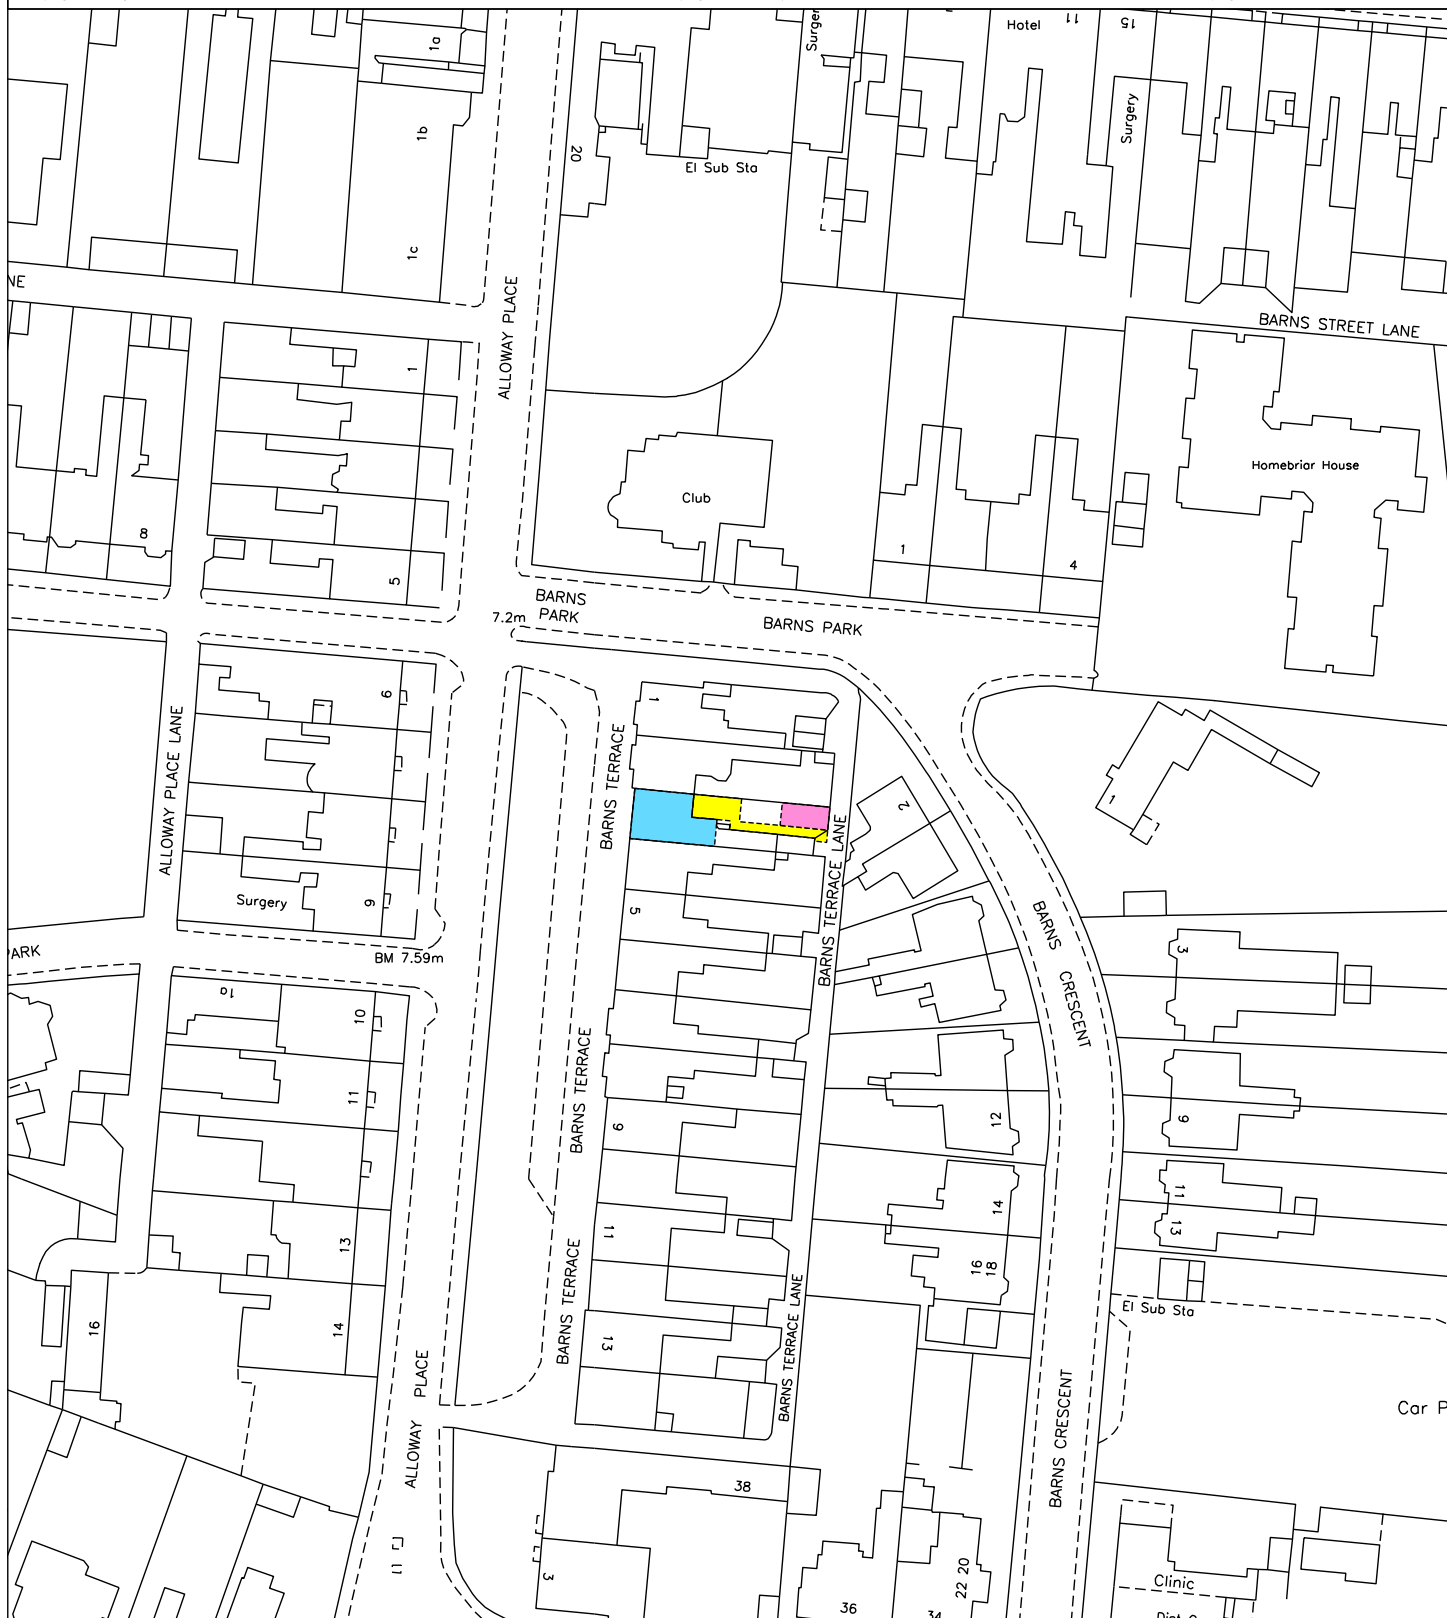 1a
Surger
Hotel
11
15
1b
Surgery
20
El Sub Sta
1c
NE
ALLOWAY PLACE
BARNS STREET LANE
1
Homebriar House
Club
8
1
4
5
BARNS
PARK
7.2m
BARNS PARK
6
1
ALLOWAY PLACE LANE
BARNS TERRACE
2
1
BARNS TERRACE LANE
Surgery
9
5
BARNS CRESCENT
3
PARK
BM 7.59m
1a
10
11
BARNS TERRACE
9
12
9
11
13
14
11
13
16
18
El Sub Sta
16
14
13
BARNS TERRACE
BARNS TERRACE LANE
ALLOWAY PLACE
BARNS CRESCENT
Car P
38
3
22 20
Clinic
36
34